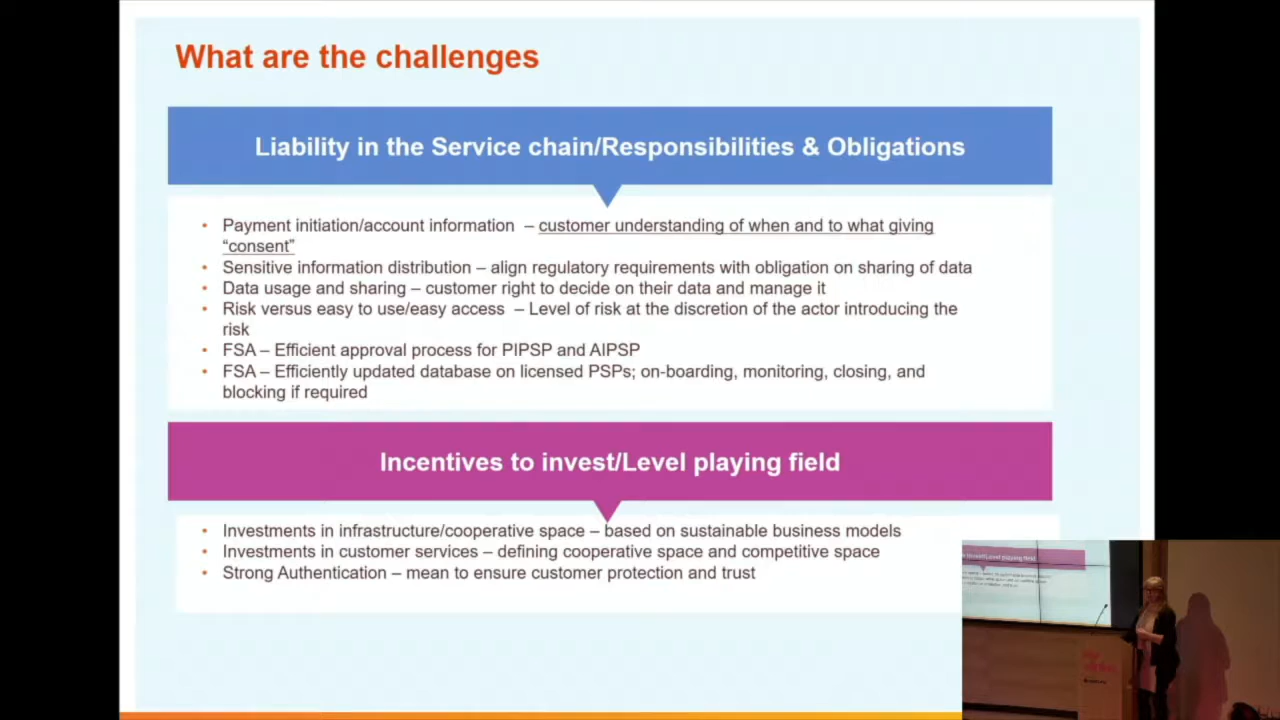 What are the challenges
Liability in the Service chain/Responsibilities & Obligations
• Payment initiation/account information – customer understanding of when and to what giving
“consent”
• Sensitive information distribution – align regulatory requirements with obligation on sharing of data
• Data usage and sharing – customer right to decide on their data and manage it
• Risk versus easy to use/easy access – Level of risk at the discretion of the actor introducing the
risk
• FSA – Efficient approval process for PIPSP and AIPSP
• FSA – Efficiently updated database on licensed PSPs; on-boarding, monitoring, closing, and
blocking if required
Incentives to invest/Level playing field
• Investments in infrastructure/cooperative space – based on sustainable business models
• Investments in customer services – defining cooperative space and competitive space
• Strong Authentication – mean to ensure customer protection and trust
invest/Level playing field